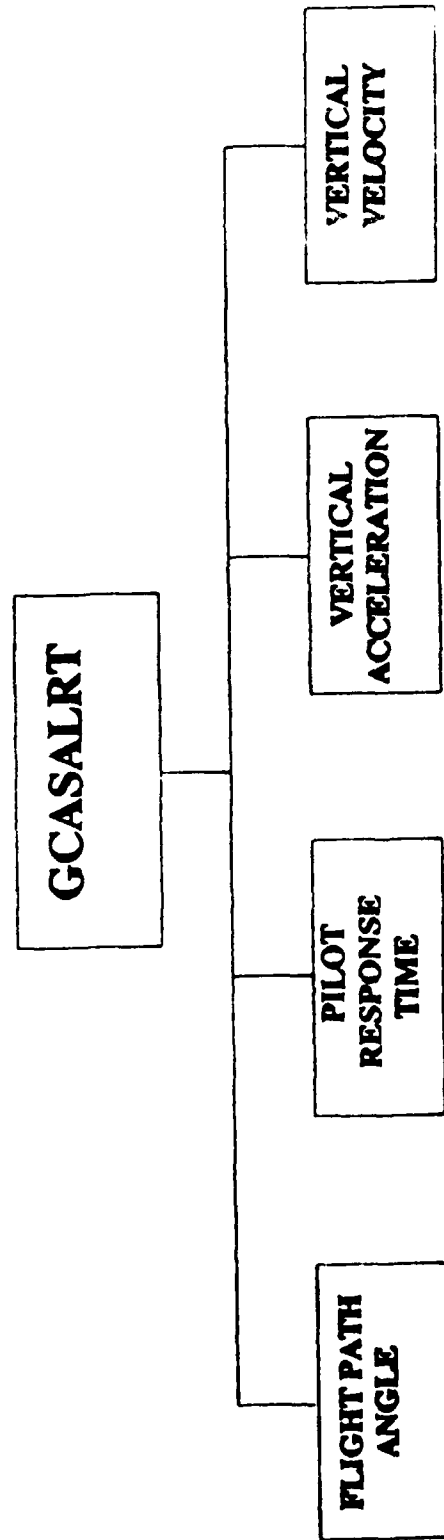 GCASALRT
FLIGHT PATH
ANGLE
PILOT
RESPONSE
TIME
VERTICAL
ACCELERATION
VERTICAL
VELOCITY